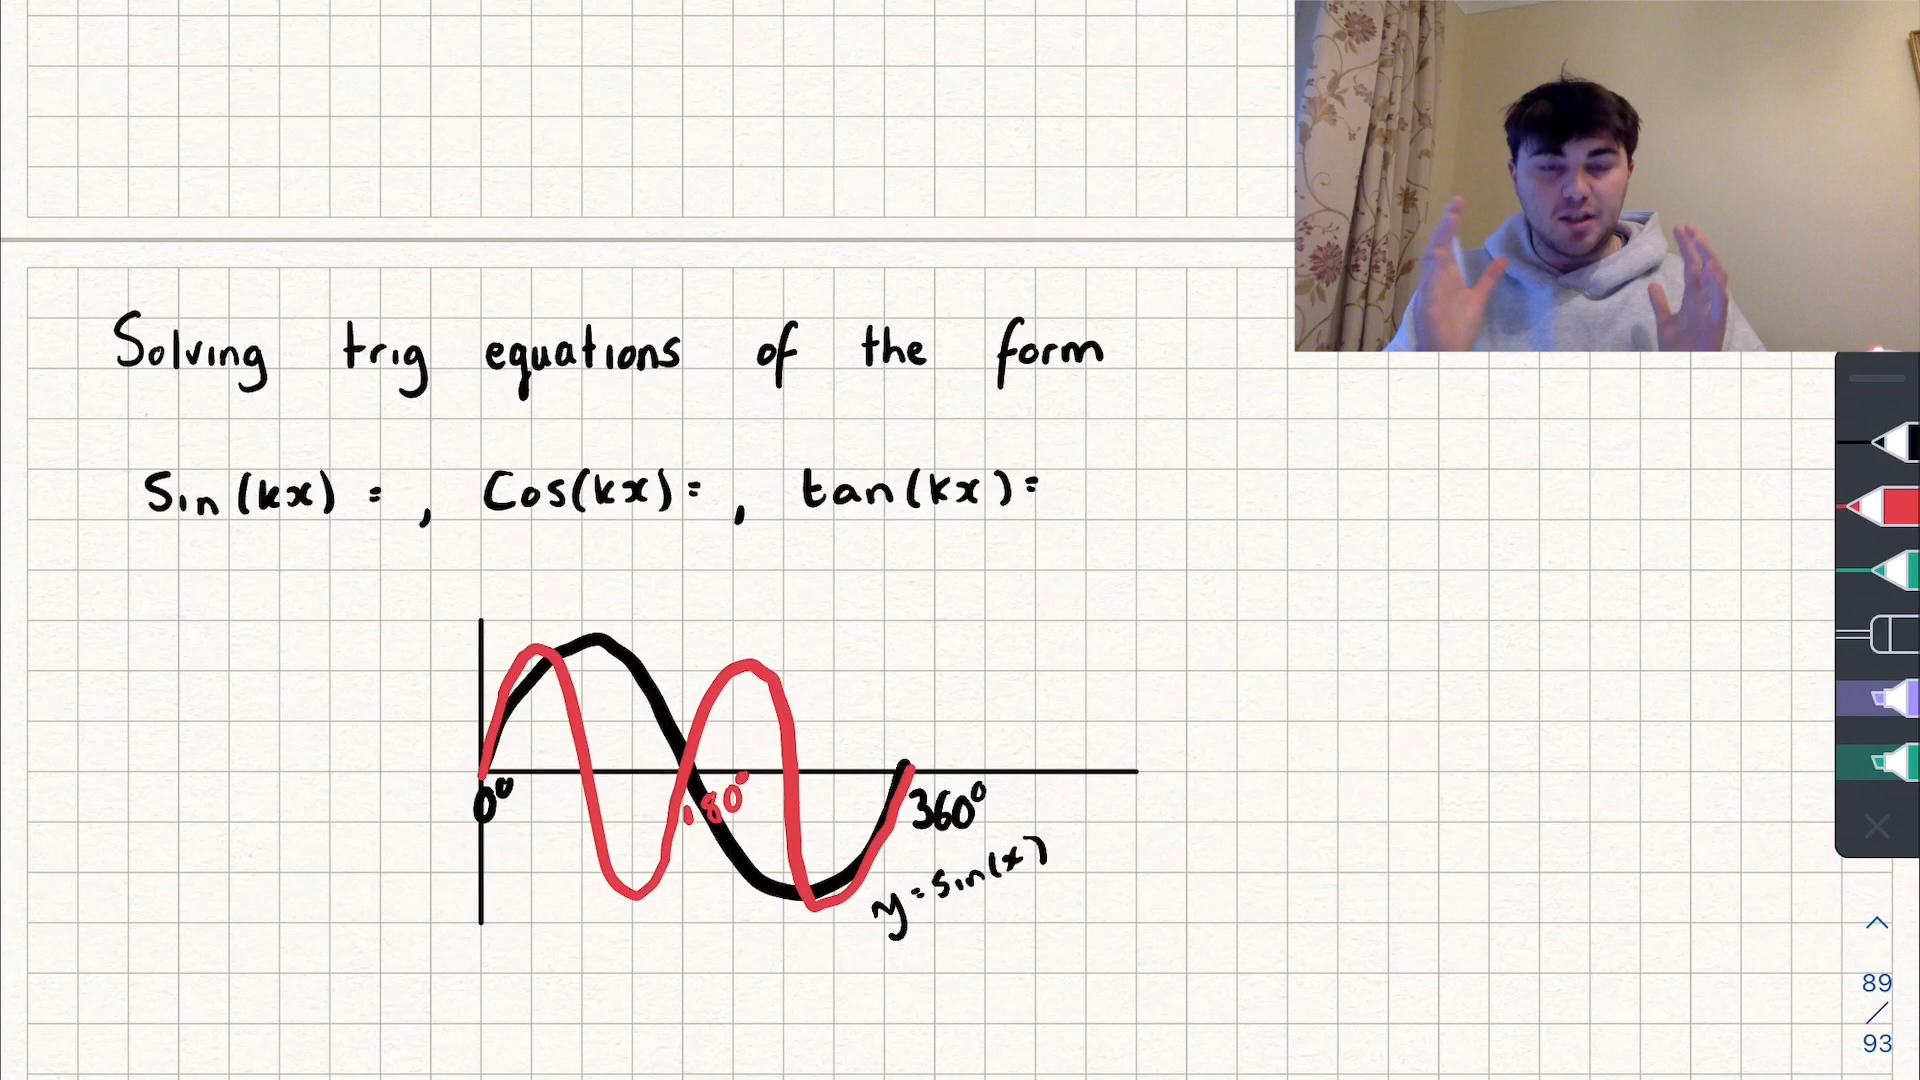 Solving trig equations of the form
Sin(kx) = , Cos(kx) = , tan(kx) =
0°
180°
360°
y = sin(x)
89
/
93